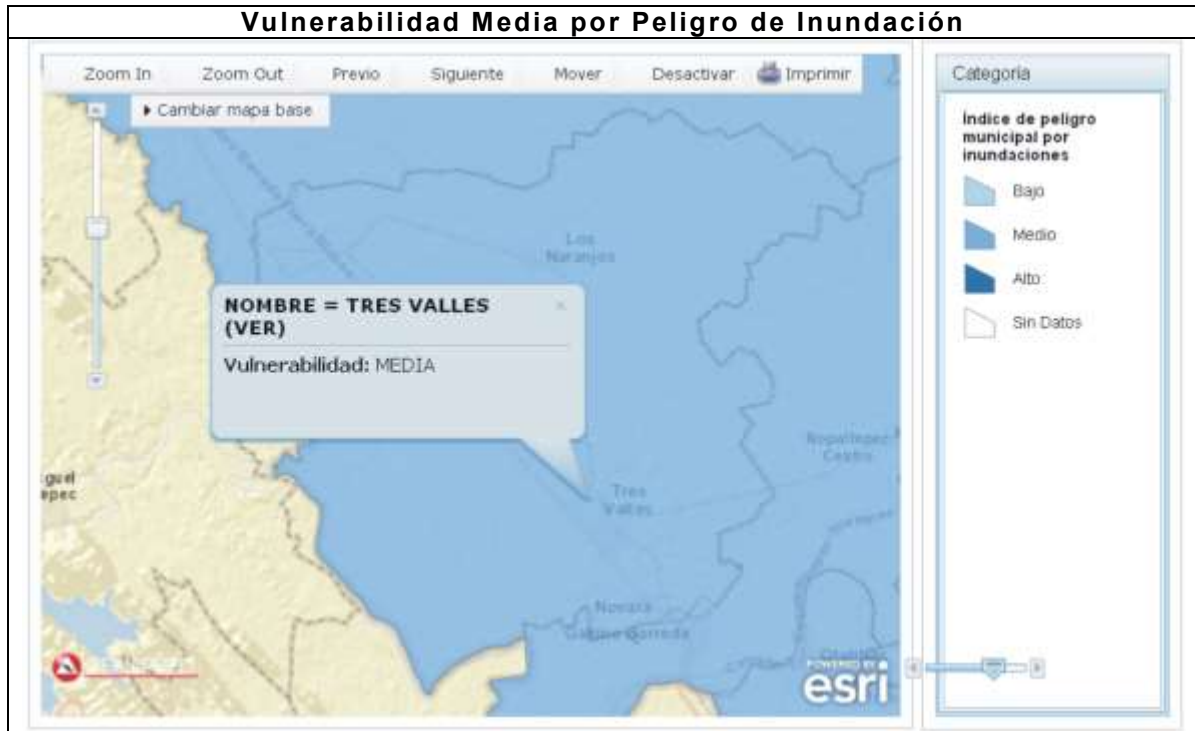 Vulnerabilidad Media por Peligro de Inundación
Zoom In Zoom Out Previo Siguiente Mover Desactivar Imprimir
Cambiar mapa base
Los
Naranjos
NOMBRE = TRES VALLES
(VER)
Vulnerabilidad: MEDIA
Tres
Valles
Novara
POWERED BY
esri
Categoría
Índice de peligro
municipal por
inundaciones
Bajo
Medio
Alto
Sin Datos